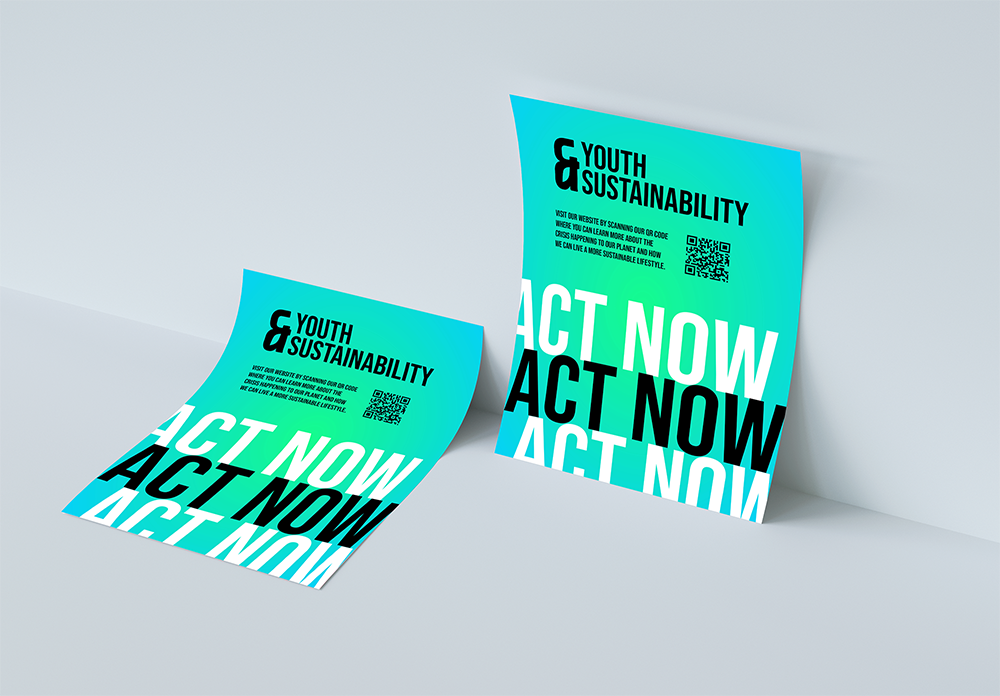 & YOUTH
SUSTAINABILITY
VISIT OUR WEBSITE BY SCANNING OUR QR CODE
WHERE YOU CAN LEARN MORE ABOUT THE
CRISIS HAPPENING TO OUR PLANET AND HOW
WE CAN LIVE A MORE SUSTAINABLE LIFESTYLE.
ACT NOW
ACT NOW
ACT NOW
& YOUTH
SUSTAINABILITY
VISIT OUR WEBSITE BY SCANNING OUR QR CODE
WHERE YOU CAN LEARN MORE ABOUT THE
CRISIS HAPPENING TO OUR PLANET AND HOW
WE CAN LIVE A MORE SUSTAINABLE LIFESTYLE.
ACT NOW
ACT NOW
ACT NOW